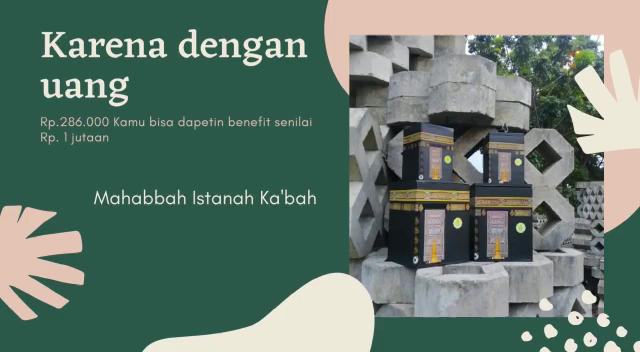 Karena dengan
uang
Rp.286.000 Kamu bisa dapetin benefit senilai
Rp. 1 jutaan
Mahabbah Istanah Ka'bah